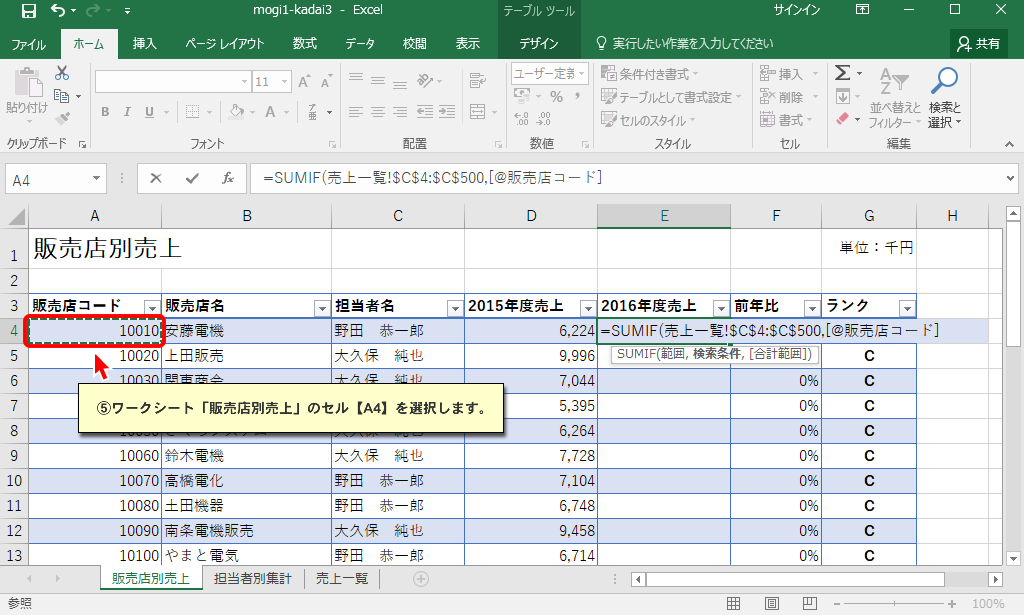 mogi1-kadai3 - Excel
テーブル ツール
サインイン
ファイル
ホーム
挿入
ページ レイアウト
数式
データ
校閲
表示
デザイン
実行したい作業を入力してください
共有
貼り付け
クリップボード
11
A A
B I U
A
フォント
配置
ユーザー定義
% ,
数値
条件付き書式
テーブルとして書式設定
セルのスタイル
スタイル
挿入
削除
書式
セル
Σ
並べ替えと
フィルター
検索と
選択
編集
A4
fx
=SUMIF(売上一覧!$C$4:$C$500,[@販売店コード]
A B C D E F G H
1 販売店別売上 単位：千円
2
3 販売店コード 販売店名 担当者名 2015年度売上 2016年度売上 前年比 ランク
4 10010 安藤電機 野田　恭一郎 6,224 =SUMIF(売上一覧!$C$4:$C$500,[@販売店コード]
5 10020 上田販売 大久保　純也 9,996 C
SUMIF(範囲, 検索条件, [合計範囲])
6 10030 関東商会 大久保　純也 7,044 0% C
7 5,395 0% C
⑤ワークシート「販売店別売上」のセル【A4】を選択します。
8 6,264 0% C
9 10060 鈴木電機 大久保　純也 7,728 0% C
10 10070 高橋電化 野田　恭一郎 7,104 0% C
11 10080 土田機器 野田　恭一郎 6,748 0% C
12 10090 南条電機販売 大久保　純也 9,458 0% C
13 10100 やまと電気 野田　恭一郎 6,714 0% C
販売店別売上
担当者別集計
売上一覧
参照
100%